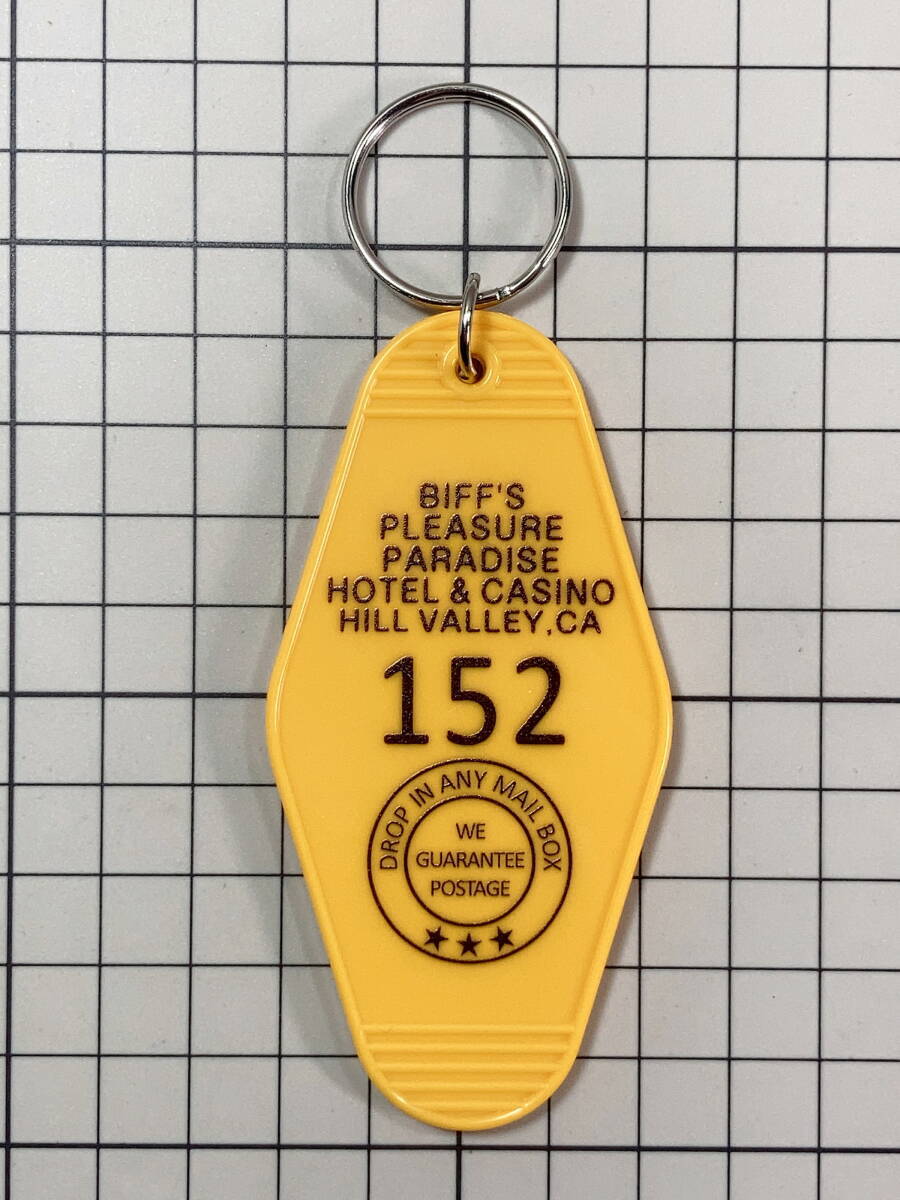 BIFF'S
PLEASURE
PARADISE
HOTEL & CASINO
HILL VALLEY, CA
152
DROP IN ANY MAIL BOX
WE
GUARANTEE
POSTAGE